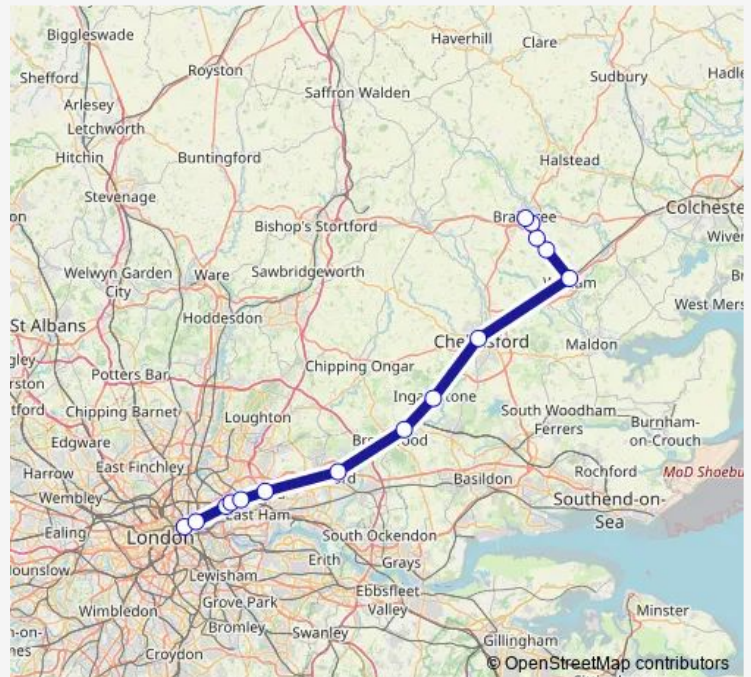 Biggleswade
Haverhill
Clare
Shefford
Royston
Sudbury
Saffron Walden
Arlesey
Letchworth
Hitchin
Buntingford
Halstead
Stevenage
Colcheste
Bishop's Stortford
Welwyn Garden
City
Ware
Sawbridgeworth
West Mers
St Albans
Hoddesdon
Maldon
Potters Bar
Chipping Ongar
Chipping Barnet
Loughton
South Woodham
Ferrers
Burnham-
on-Crouch
Edgware
East Finchley
Harrow
Wembley
Basildon
Rochford
MoD Shoebu
Southend-on-
Sea
East Ham
Ealing
London
South Ockendon
Erith
Grays
Lewisham
Ebbsfleet
Valley
Wimbledon
Grove Park
Bromley
Swanley
Minster
Gillingham
Croydon
© OpenStreetMap contributors